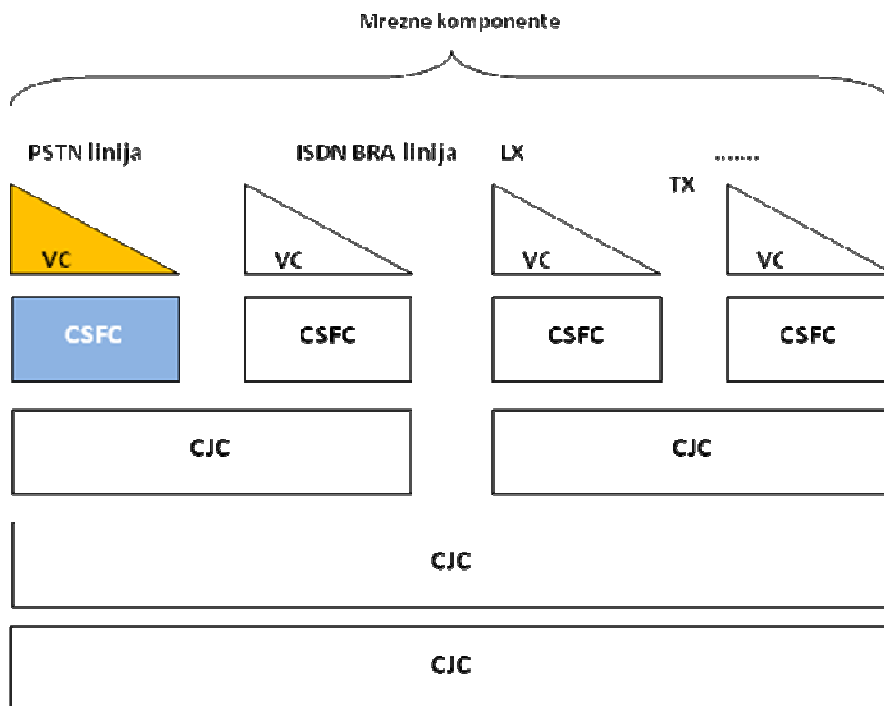 Mrezne komponente
PSTN linija ISDN BRA linija LX .......
TX
VC VC VC VC
CSFC CSFC CSFC CSFC
CJC CJC
CJC
CJC